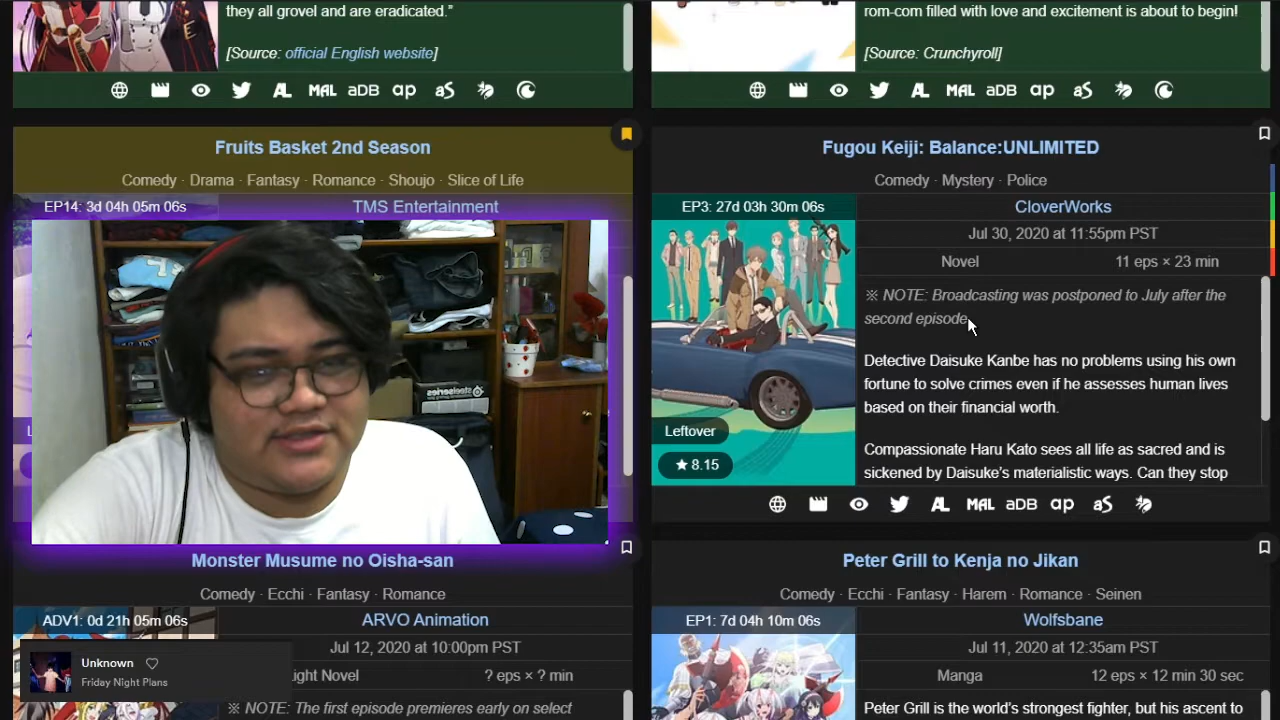 they all grovel and are eradicated.”
[Source: official English website]
MAL aDB ap aS
rom-com filled with love and excitement is about to begin!
[Source: Crunchyroll]
MAL aDB ap aS
Fruits Basket 2nd Season
Comedy · Drama · Fantasy · Romance · Shoujo · Slice of Life
EP14: 3d 04h 05m 06s
TMS Entertainment
steelseries
Fugou Keiji: Balance:UNLIMITED
Comedy · Mystery · Police
EP3: 27d 03h 30m 06s
CloverWorks
Jul 30, 2020 at 11:55pm PST
Novel
11 eps × 23 min
※ NOTE: Broadcasting was postponed to July after the
second episode.
Detective Daisuke Kanbe has no problems using his own
fortune to solve crimes even if he assesses human lives
based on their financial worth.
Compassionate Haru Kato sees all life as sacred and is
sickened by Daisuke's materialistic ways. Can they stop
Leftover
★ 8.15
MAL aDB ap aS
Monster Musume no Oisha-san
Comedy · Ecchi · Fantasy · Romance
ADV1: 0d 21h 05m 06s
ARVO Animation
Jul 12, 2020 at 10:00pm PST
ight Novel
? eps × ? min
※ NOTE: The first episode premieres early on select
Unknown
Friday Night Plans
Peter Grill to Kenja no Jikan
Comedy · Ecchi · Fantasy · Harem · Romance · Seinen
EP1: 7d 04h 10m 06s
Wolfsbane
Jul 11, 2020 at 12:35am PST
Manga
12 eps × 12 min 30 sec
Peter Grill is the world's strongest fighter, but his ascent to